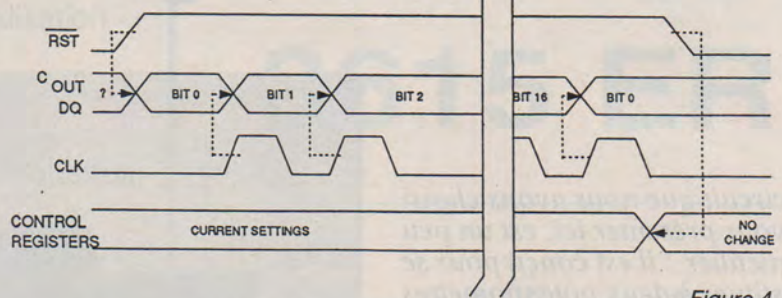 RST
C OUT
DQ
? BIT 0 BIT 1 BIT 2 BIT 16 BIT 0
CLK
CONTROL
REGISTERS CURRENT SETTINGS NO
CHANGE
Figure 4